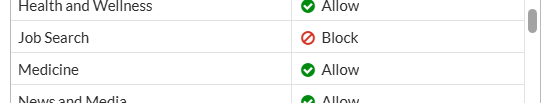 Health and Wellness Allow
Job Search Block
Medicine Allow
News and Media Allow